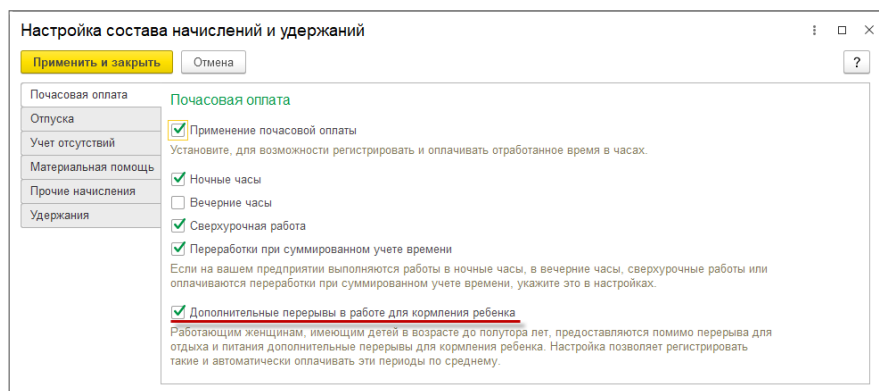 Настройка состава начислений и удержаний
Применить и закрыть
Отмена
?
Почасовая оплата
Отпуска
Учет отсутствий
Материальная помощь
Прочие начисления
Удержания
Почасовая оплата
Применение почасовой оплаты
Установите, для возможности регистрировать и оплачивать отработанное время в часах.
Ночные часы
Вечерние часы
Сверхурочная работа
Переработки при суммированном учете времени
Если на вашем предприятии выполняются работы в ночные часы, в вечерние часы, сверхурочные работы или
оплачиваются переработки при суммированном учете времени, укажите это в настройках.
Дополнительные перерывы в работе для кормления ребенка
Работающим женщинам, имеющим детей в возрасте до полутора лет, предоставляются помимо перерыва для
отдыха и питания дополнительные перерывы для кормления ребенка. Настройка позволяет регистрировать
такие и автоматически оплачивать эти периоды по среднему.